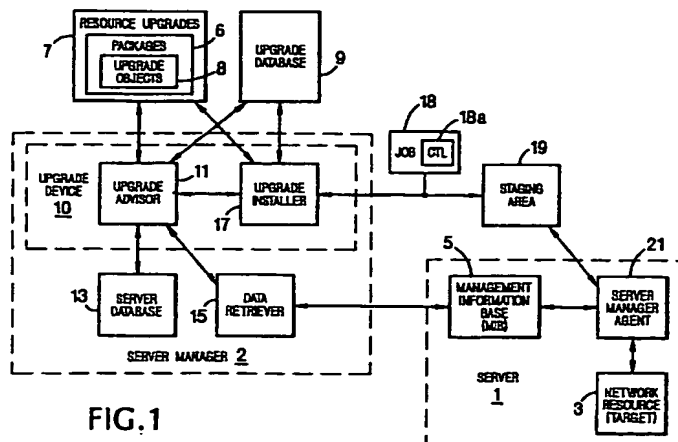 RESOURCE UPGRADES
6
7
PACKAGES
UPGRADE
OBJECTS
8
UPGRADE
DATABASE
9
18
18a
JOB
CTL
19
STAGING
AREA
UPGRADE
DEVICE
10
UPGRADE
ADVISOR
11
UPGRADE
INSTALLER
17
5
21
MANAGEMENT
INFORMATION
BASE
(MIB)
SERVER
MANAGER
AGENT
13
SERVER
DATABASE
15
DATA
RETRIEVER
SERVER MANAGER 2
SERVER
1
3
NETWORK
RESOURCE
(TARGET)
FIG.1